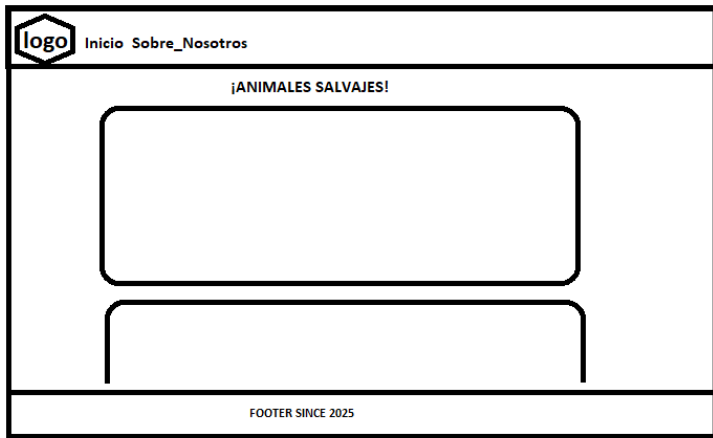 logo Inicio Sobre_Nosotros
¡ANIMALES SALVAJES!
FOOTER SINCE 2025